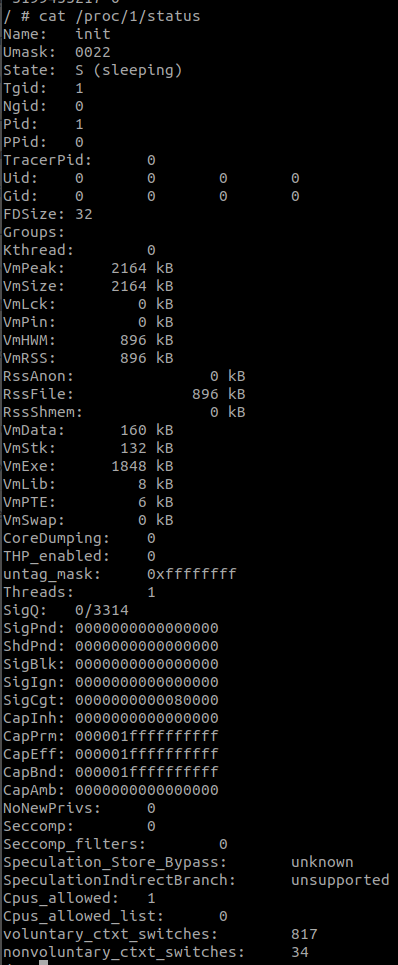 / # cat /proc/1/status
Name:	init
Umask:	0022
State:	S (sleeping)
Tgid:	1
Ngid:	0
Pid:	1
PPid:	0
TracerPid:	0
Uid:	0	0	0	0
Gid:	0	0	0	0
FDSize:	32
Groups:
Kthread:	0
VmPeak:	    2164 kB
VmSize:	    2164 kB
VmLck:	       0 kB
VmPin:	       0 kB
VmHWM:	     896 kB
VmRSS:	     896 kB
RssAnon:	       0 kB
RssFile:	     896 kB
RssShmem:	       0 kB
VmData:	     160 kB
VmStk:	     132 kB
VmExe:	    1848 kB
VmLib:	       8 kB
VmPTE:	       6 kB
VmSwap:	       0 kB
CoreDumping:	0
THP_enabled:	0
untag_mask:	0xffffffff
Threads:	1
SigQ:	0/3314
SigPnd:	0000000000000000
ShdPnd:	0000000000000000
SigBlk:	0000000000000000
SigIgn:	0000000000000000
SigCgt:	0000000000080000
CapInh:	0000000000000000
CapPrm:	000001ffffffffff
CapEff:	000001ffffffffff
CapBnd:	000001ffffffffff
CapAmb:	0000000000000000
NoNewPrivs:	0
Seccomp:	0
Seccomp_filters:	0
Speculation_Store_Bypass:	unknown
SpeculationIndirectBranch:	unsupported
Cpus_allowed:	1
Cpus_allowed_list:	0
voluntary_ctxt_switches:	817
nonvoluntary_ctxt_switches:	34